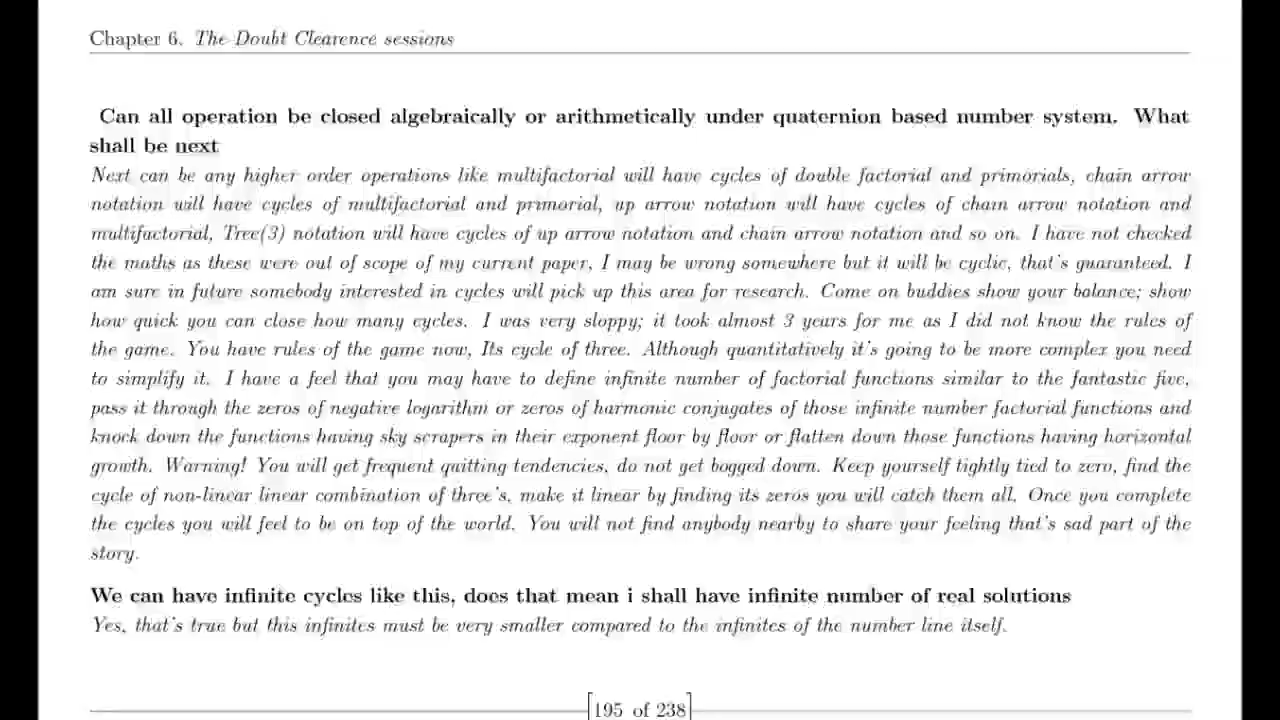 Chapter 6. The Doubt Clearence sessions
Can all operation be closed algebraically or arithmetically under quaternion based number system. What
shall be next
Next can be any higher order operations like multifactorial will have cycles of double factorial and primorials, chain arrow
notation will have cycles of multifactorial and primorial, up arrow notation will have cycles of chain arrow notation and
multifactorial, Tree(3) notation will have cycles of up arrow notation and chain arrow notation and so on. I have not checked
the maths as these were out of scope of my current paper, I may be wrong somewhere but it will be cyclic, that's guaranteed. I
am sure in future somebody interested in cycles will pick up this area for research. Come on buddies show your balance; show
how quick you can close how many cycles. I was very sloppy; it took almost 3 years for me as I did not know the rules of
the game. You have rules of the game now, Its cycle of three. Although quantitatively it's going to be more complex you need
to simplify it. I have a feel that you may have to define infinite number of factorial functions similar to the fantastic five,
pass it through the zeros of negative logarithm or zeros of harmonic conjugates of those infinite number factorial functions and
knock down the functions having sky scrapers in their exponent floor by floor or flatten down those functions having horizontal
growth. Warning! You will get frequent quitting tendencies, do not get bogged down. Keep yourself tightly tied to zero, find the
cycle of non-linear linear combination of three's, make it linear by finding its zeros you will catch them all. Once you complete
the cycles you will feel to be on top of the world. You will not find anybody nearby to share your feeling that's sad part of the
story.
We can have infinite cycles like this, does that mean i shall have infinite number of real solutions
Yes, that's true but this infinites must be very smaller compared to the infinites of the number line itself.
[195 of 238]